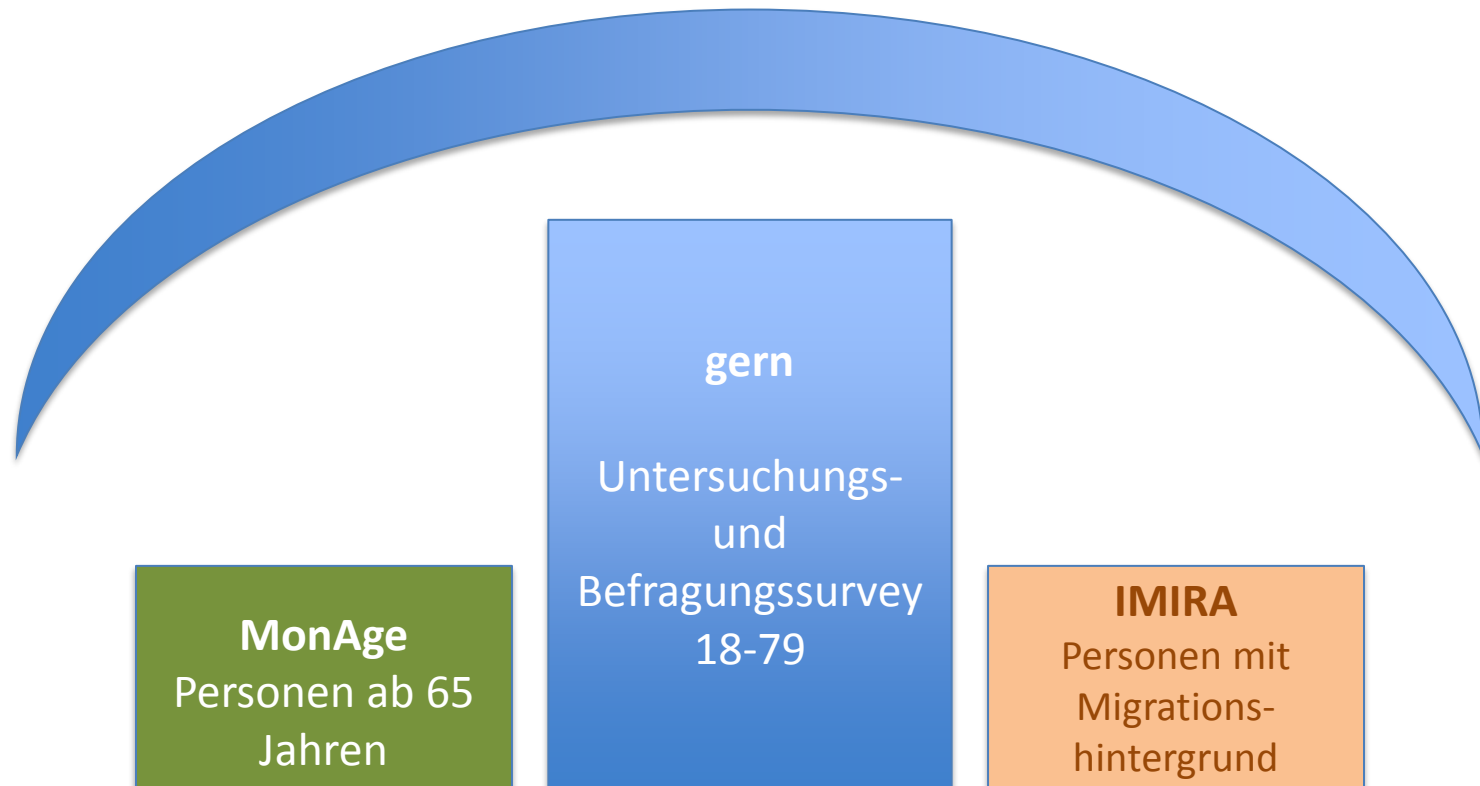 gern
Untersuchungs-
und
Befragungssurvey
18-79
MonAge
Personen ab 65
Jahren
IMIRA
Personen mit
Migrations-
hintergrund